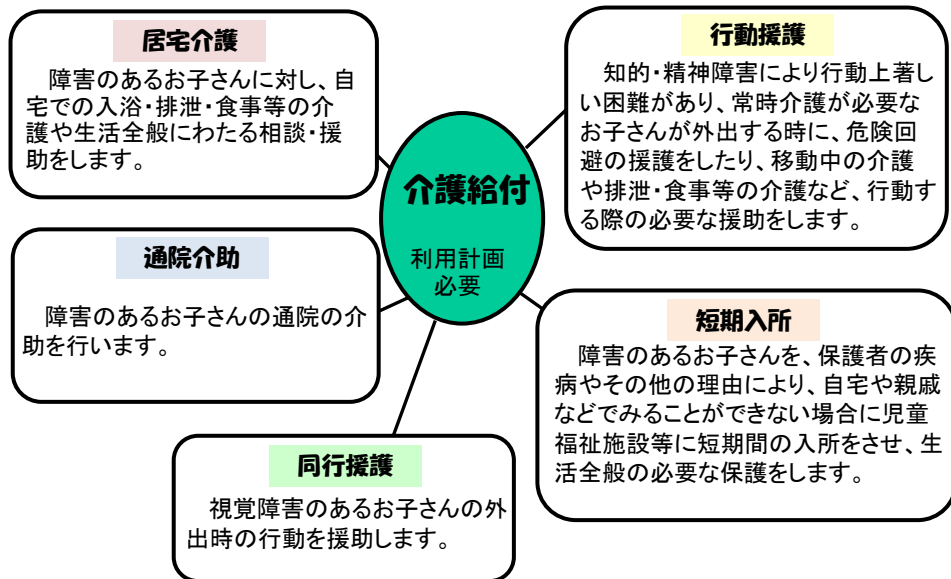 居宅介護
障害のあるお子さんに対し、自
宅での入浴・排泄・食事等の介
護や生活全般にわたる相談・援
助をします。
行動援護
知的・精神障害により行動上著し
い困難があり、常時介護が必要な
お子さんが外出する時に、危険回
避の援護をしたり、移動中の介護
や排泄・食事等の介護など、行動す
る際の必要な援助をします。
介護給付
利用計画
必要
通院介助
障害のあるお子さんの通院の介
助を行います。
短期入所
障害のあるお子さんを、保護者の疾
病やその他の理由により、自宅や親戚
などでみることができない場合に児童
福祉施設等に短期間の入所をさせ、生
活全般の必要な保護をします。
同行援護
視覚障害のあるお子さんの外
出時の行動を援助します。